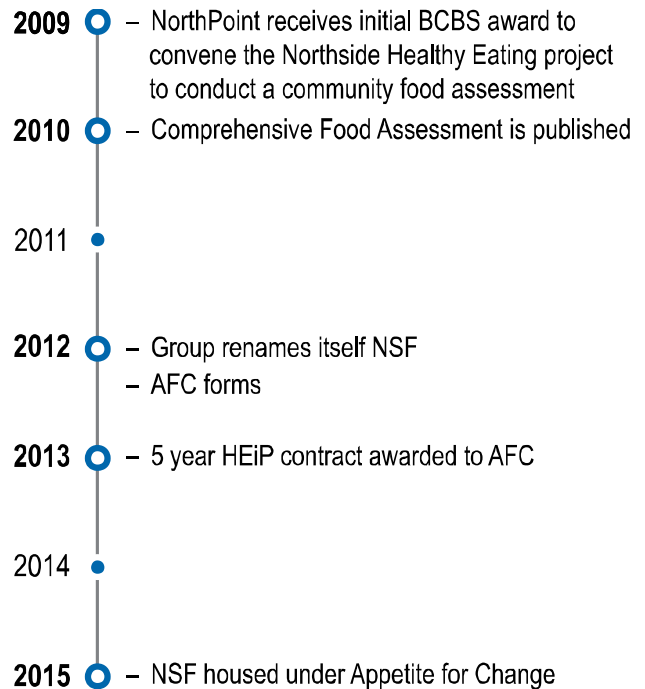 2009 – NorthPoint receives initial BCBS award to
convene the Northside Healthy Eating project
to conduct a community food assessment
2010 – Comprehensive Food Assessment is published
2011
2012 – Group renames itself NSF
– AFC forms
2013 – 5 year HEiP contract awarded to AFC
2014
2015 – NSF housed under Appetite for Change